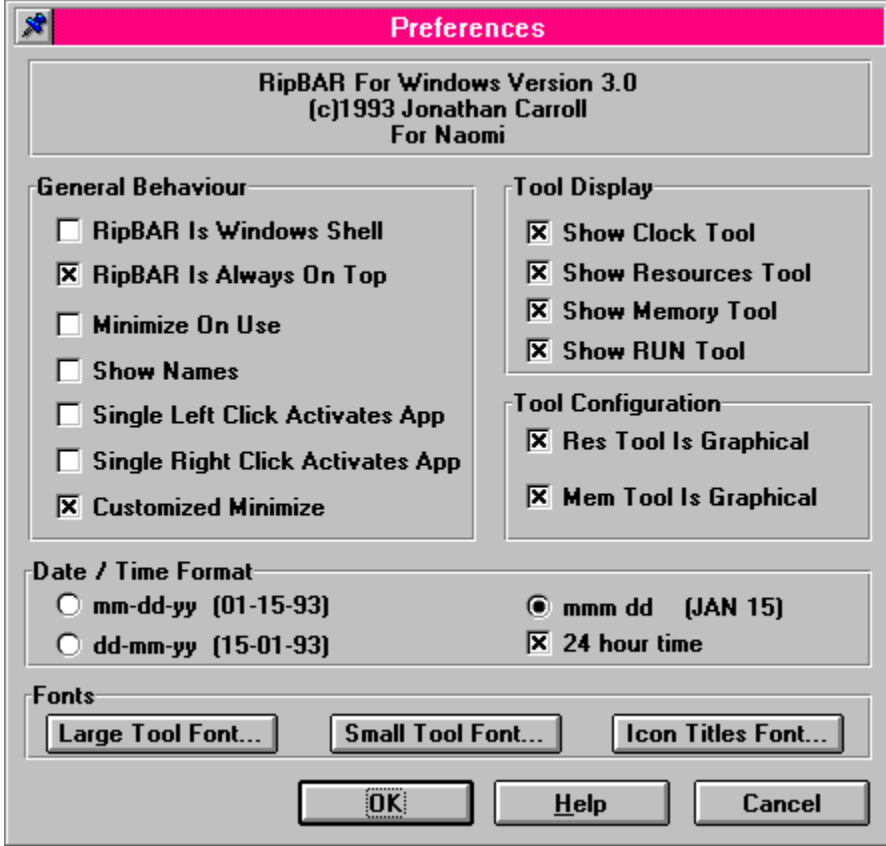 Preferences
RipBAR For Windows Version 3.0
(c)1993 Jonathan Carroll
For Naomi
General Behaviour
RipBAR Is Windows Shell
RipBAR Is Always On Top
Minimize On Use
Show Names
Single Left Click Activates App
Single Right Click Activates App
Customized Minimize
Tool Display
Show Clock Tool
Show Resources Tool
Show Memory Tool
Show RUN Tool
Tool Configuration
Res Tool Is Graphical
Mem Tool Is Graphical
Date / Time Format
mm-dd-yy (01-15-93)
dd-mm-yy (15-01-93)
mmm dd (JAN 15)
24 hour time
Fonts
Large Tool Font...
Small Tool Font...
Icon Titles Font...
OK
Help
Cancel